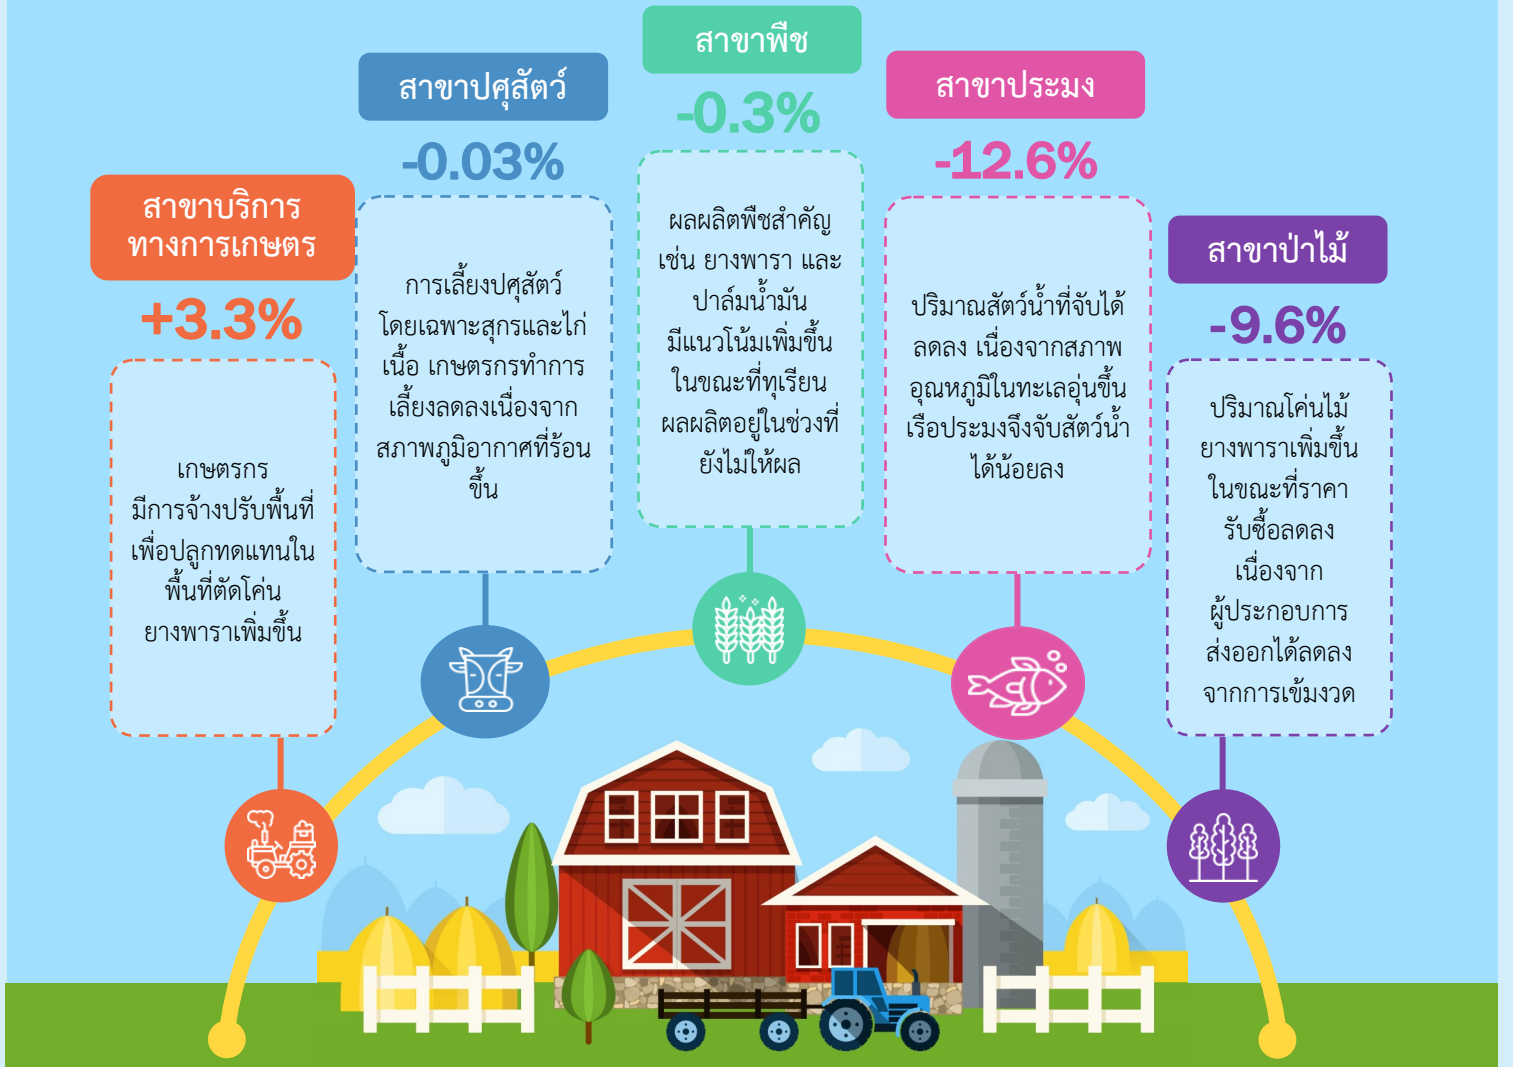 สาขาบริการ
ทางการเกษตร
+3.3%
เกษตรกร
มีการจ้างปรับพื้นที่
เพื่อปลูกทดแทนใน
พื้นที่ตัดโค่น
ยางพาราเพิ่มขึ้น
สาขาปศุสัตว์
-0.03%
การเลี้ยงปศุสัตว์
โดยเฉพาะสุกรและไก่
เนื้อ เกษตรกรทำการ
เลี้ยงลดลงเนื่องจาก
สภาพภูมิอากาศที่ร้อน
ขึ้น
สาขาพืช
-0.3%
ผลผลิตพืชสำคัญ
เช่น ยางพารา และ
ปาล์มน้ำมัน
มีแนวโน้มเพิ่มขึ้น
ในขณะที่ทุเรียน
ผลผลิตอยู่ในช่วงที่
ยังไม่ให้ผล
สาขาประมง
-12.6%
ปริมาณสัตว์น้ำที่จับได้
ลดลง เนื่องจากสภาพ
อุณหภูมิในทะเลอุ่นขึ้น
เรือประมงจึงจับสัตว์น้ำ
ได้น้อยลง
สาขาป่าไม้
-9.6%
ปริมาณโค่นไม้
ยางพาราเพิ่มขึ้น
ในขณะที่ราคา
รับซื้อลดลง
เนื่องจาก
ผู้ประกอบการ
ส่งออกได้ลดลง
จากการเข้มงวด